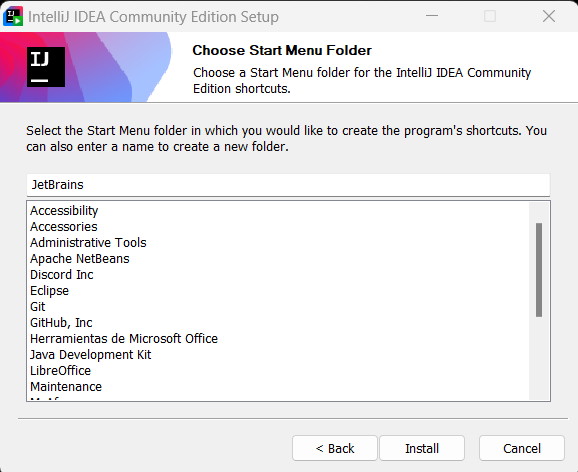 IntelliJ IDEA Community Edition Setup
IJ
Choose Start Menu Folder
Choose a Start Menu folder for the IntelliJ IDEA Community
Edition shortcuts.
Select the Start Menu folder in which you would like to create the program's shortcuts. You
can also enter a name to create a new folder.
JetBrains
Accessibility
Accessories
Administrative Tools
Apache NetBeans
Discord Inc
Eclipse
Git
GitHub, Inc
Herramientas de Microsoft Office
Java Development Kit
LibreOffice
Maintenance
< Back
Install
Cancel